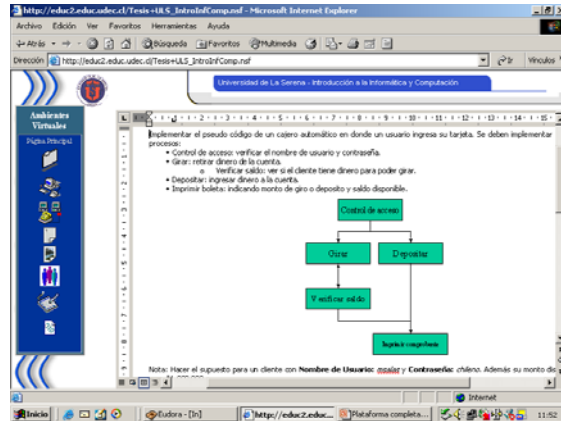 http://educ2.educ.udec.cl/Tesis+ULS_IntroInfComp.nsf - Microsoft Internet Explorer
Archivo Edición Ver Favoritos Herramientas Ayuda
Atrás Búsqueda Favoritos Multimedia
Dirección http://educ2.educ.udec.cl/Tesis+ULS_IntroInfComp.nsf Ir Vínculos
Universidad de La Serena - Introducción a la Informática y Computación
Ambientes
Virtuales
Página Principal
Implementar el pseudo código de un cajero automático en donde un usuario ingresa su tarjeta. Se deben implementar
procesos:
• Control de acceso: verificar el nombre de usuario y contraseña.
• Girar: retirar dinero de la cuenta.
o Verificar saldo: ver si el cliente tiene dinero para poder girar.
• Depositar: ingresar dinero a la cuenta.
• Imprimir boleta: indicando monto de giro o deposito y saldo disponible.
Control de acceso
Girar
Depositar
Verificar saldo
Imprimir comprobante
Nota: Hacer el supuesto para un cliente con Nombre de Usuario: msalar y Contraseña: chileno. Además su monto dis
Internet
Inicio Eudora - [In] http://educ2.educ... Plataforma completa... 11:52